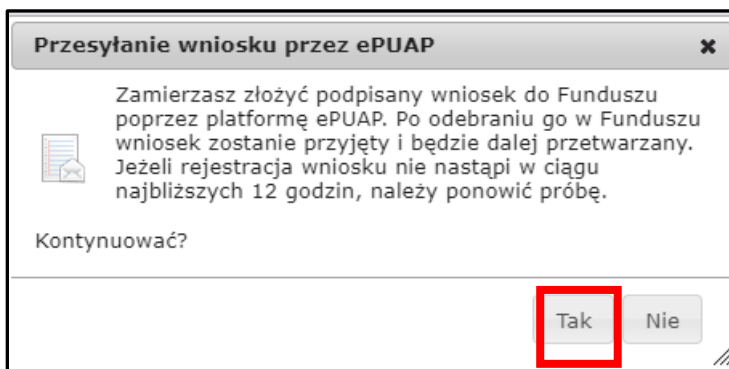 Przesyłanie wniosku przez ePUAP
Zamierzasz złożyć podpisany wniosek do Funduszu
poprzez platformę ePUAP. Po odebraniu go w Funduszu
wniosek zostanie przyjęty i będzie dalej przetwarzany.
Jeżeli rejestracja wniosku nie nastąpi w ciągu
najbliższych 12 godzin, należy ponowić próbę.
Kontynuować?
Tak Nie